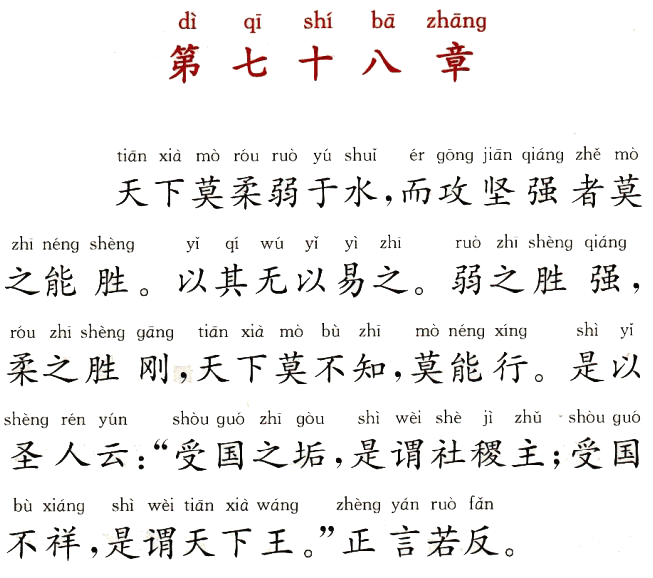 dì qī shí bā zhāng
第七十八章
tiān xià mò róu ruò yú shuǐ ér gōng jiān qiáng zhě mò
天下莫柔弱于水，而攻坚强者莫
zhī néng shèng yǐ qí wú yǐ yì zhī ruò zhī shèng qiáng
之能胜。以其无以易之。弱之胜强，
róu zhī shèng gāng tiān xià mò bù zhī mò néng xíng shì yǐ
柔之胜刚，天下莫不知，莫能行。是以
shèng rén yún shòu guó zhī gòu shì wèi shè jì zhǔ shòu guó
圣人云：“受国之垢，是谓社稷主；受国
bù xiáng shì wèi tiān xià wáng zhèng yán ruò fǎn
不祥，是谓天下王。”正言若反。